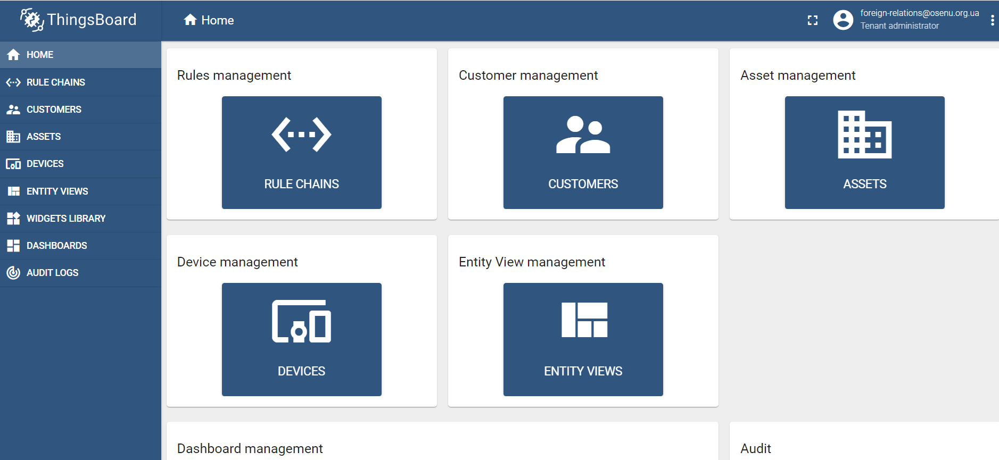 ThingsBoard
Home
foreign-relations@osenu.org.ua
Tenant administrator
HOME
RULE CHAINS
CUSTOMERS
ASSETS
DEVICES
ENTITY VIEWS
WIDGETS LIBRARY
DASHBOARDS
AUDIT LOGS
Rules management
RULE CHAINS
Customer management
CUSTOMERS
Asset management
ASSETS
Device management
DEVICES
Entity View management
ENTITY VIEWS
Dashboard management
Audit